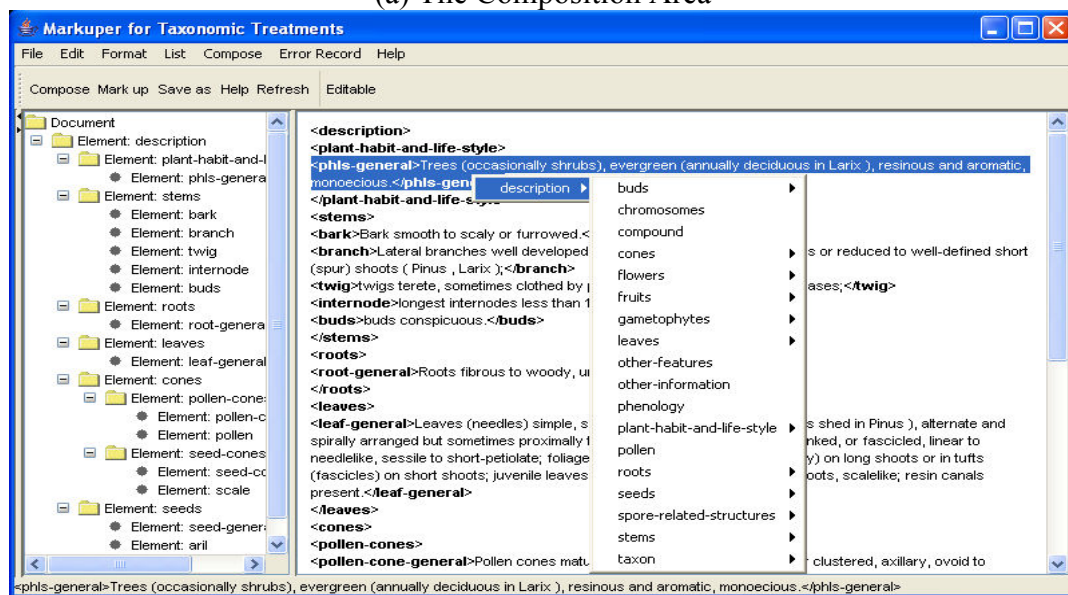 (a) The Composition Area
Markuper for Taxonomic Treatments
File Edit Format List Compose Error Record Help
Compose Mark up Save as Help Refresh Editable
Document
Element: description
Element: plant-habit-and-l
Element: phls-genera
Element: stems
Element: bark
Element: branch
Element: twig
Element: internode
Element: buds
Element: roots
Element: root-genera
Element: leaves
Element: leaf-general
Element: cones
Element: pollen-cone
Element: pollen-c
Element: pollen
Element: seed-cones
Element: seed-co
Element: scale
Element: seeds
Element: seed-gener
Element: aril
<description>
<plant-habit-and-life-style>
<phls-general>Trees (occasionally shrubs), evergreen (annually deciduous in Larix ), resinous and aromatic,
monoecious.</phls-gen
</plant-habit-and-life-style>
<stems>
<bark>Bark smooth to scaly or furrowed.<
<branch>Lateral branches well developed s or reduced to well-defined short
(spur) shoots ( Pinus , Larix );</branch>
<twig>twigs terete, sometimes clothed by ases;</twig>
<internode>longest internodes less than 1
<buds>buds conspicuous.</buds>
</stems>
<roots>
<root-general>Roots fibrous to woody, u
</roots>
<leaves>
<leaf-general>Leaves (needles) simple, s s shed in Pinus ), alternate and
spirally arranged but sometimes proximally nked, or fascicled, linear to
needlelike, sessile to short-petiolate; foliage y) on long shoots or in tufts
(fascicles) on short shoots; juvenile leaves oots, scalelike; resin canals
present.</leaf-general>
</leaves>
<cones>
<pollen-cones>
<pollen-cone-general>Pollen cones matu clustered, axillary, ovoid to
description
buds
chromosomes
compound
cones
flowers
fruits
gametophytes
leaves
other-features
other-information
phenology
plant-habit-and-life-style
pollen
roots
seeds
spore-related-structures
stems
taxon
<phls-general>Trees (occasionally shrubs), evergreen (annually deciduous in Larix ), resinous and aromatic, monoecious.</phls-general>